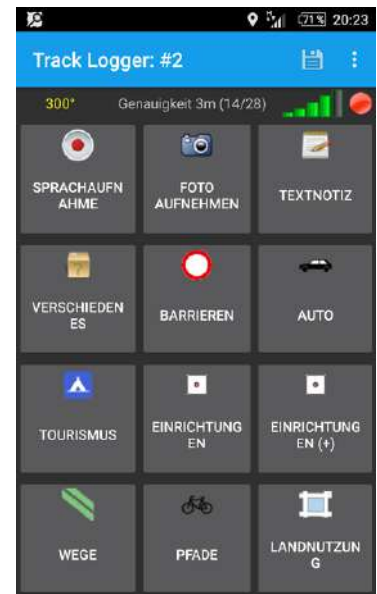 71% 20:23
Track Logger: #2
300° Genauigkeit 3m (14/28)
SPRACHAUFN
AHME
FOTO
AUFNEHMEN
TEXTNOTIZ
VERSCHIEDEN
ES
BARRIEREN
AUTO
TOURISMUS
EINRICHTUNG
EN
EINRICHTUNG
EN (+)
WEGE
PFADE
LANDNUTZUN
G